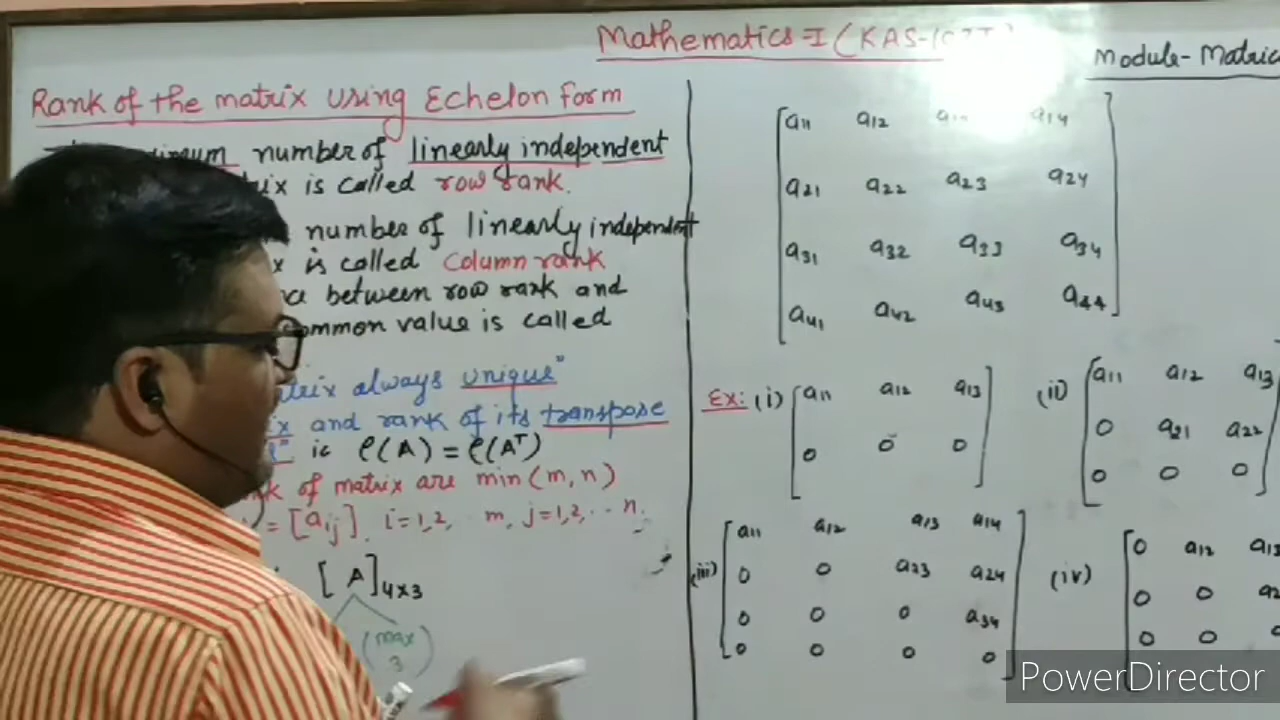 Mathematics-I (KAS-
Module-
Rank of the matrix using Echelon form
number of linearly independent
is called row rank.
number of linearly independent
is called column rank
between row rank and
common value is called
always unique"
and rank of its transpose
ie ρ(A) = ρ(Aᵀ)
of matrix are min(m, n)
= [aij], i=1,2, .. m, j=1,2, .. n.
[A]4x3
(max
3)
a11 a12 a14
a21 a22 a23 a24
a31 a32 a33 a34
a41 a42 a43 a44
Ex: (i) a11 a12 a13
0 0 0
(ii) a11 a12 a13
0 a21 a22
0 0 0
(iii) a11 a12 a13 a14
0 0 a23 a24
0 0 0 a34
0 0 0 0
(iv) 0 a12 a13
0 0
0 0
PowerDirector